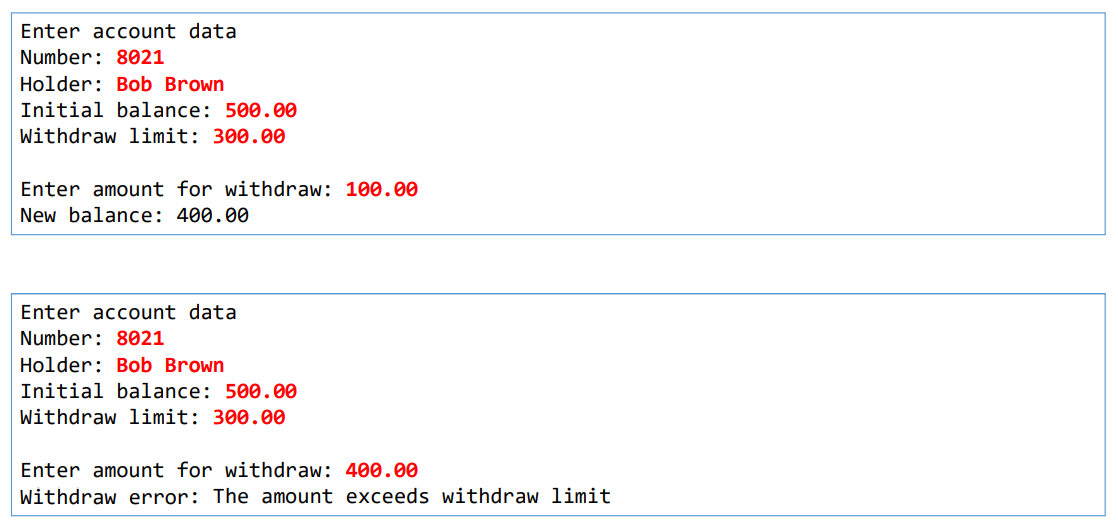 Enter account data
Number: 8021
Holder: Bob Brown
Initial balance: 500.00
Withdraw limit: 300.00
Enter amount for withdraw: 100.00
New balance: 400.00
Enter account data
Number: 8021
Holder: Bob Brown
Initial balance: 500.00
Withdraw limit: 300.00
Enter amount for withdraw: 400.00
Withdraw error: The amount exceeds withdraw limit